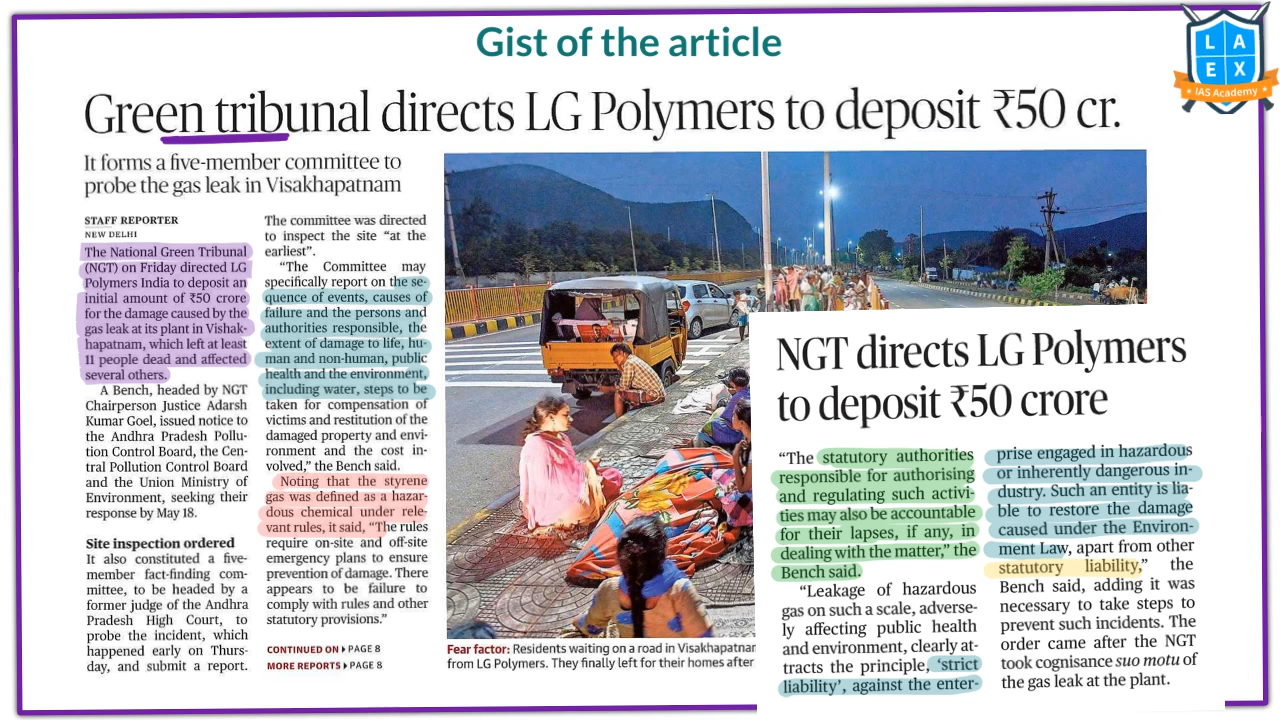 Gist of the article
L A
E X
IAS Academy
Green tribunal directs LG Polymers to deposit ₹50 cr.
It forms a five-member committee to
probe the gas leak in Visakhapatnam
STAFF REPORTER
NEW DELHI
The National Green Tribunal
(NGT) on Friday directed LG
Polymers India to deposit an
initial amount of ₹50 crore
for the damage caused by the
gas leak at its plant in Vishak-
hapatnam, which left at least
11 people dead and affected
several others.
A Bench, headed by NGT
Chairperson Justice Adarsh
Kumar Goel, issued notice to
the Andhra Pradesh Pollu-
tion Control Board, the Cen-
tral Pollution Control Board
and the Union Ministry of
Environment, seeking their
response by May 18.
Site inspection ordered
It also constituted a five-
member fact-finding com-
mittee, to be headed by a
former judge of the Andhra
Pradesh High Court, to
probe the incident, which
happened early on Thurs-
day, and submit a report.
The committee was directed
to inspect the site “at the
earliest”.
“The Committee may
specifically report on the se-
quence of events, causes of
failure and the persons and
authorities responsible, the
extent of damage to life, hu-
man and non-human, public
health and the environment,
including water, steps to be
taken for compensation of
victims and restitution of the
damaged property and envi-
ronment and the cost in-
volved,” the Bench said.
Noting that the styrene
gas was defined as a hazar-
dous chemical under rele-
vant rules, it said, “The rules
require on-site and off-site
emergency plans to ensure
prevention of damage. There
appears to be failure to
comply with rules and other
statutory provisions.”
CONTINUED ON ▸ PAGE 8
MORE REPORTS ▸ PAGE 8
Fear factor: Residents waiting on a road in Visakhapatnam
from LG Polymers. They finally left for their homes after
NGT directs LG Polymers
to deposit ₹50 crore
“The statutory authorities
responsible for authorising
and regulating such activi-
ties may also be accountable
for their lapses, if any, in
dealing with the matter,” the
Bench said.
“Leakage of hazardous
gas on such a scale, adverse-
ly affecting public health
and environment, clearly at-
tracts the principle, ‘strict
liability’, against the enter-
prise engaged in hazardous
or inherently dangerous in-
dustry. Such an entity is lia-
ble to restore the damage
caused under the Environ-
ment Law, apart from other
statutory liability,” the
Bench said, adding it was
necessary to take steps to
prevent such incidents. The
order came after the NGT
took cognisance suo motu of
the gas leak at the plant.